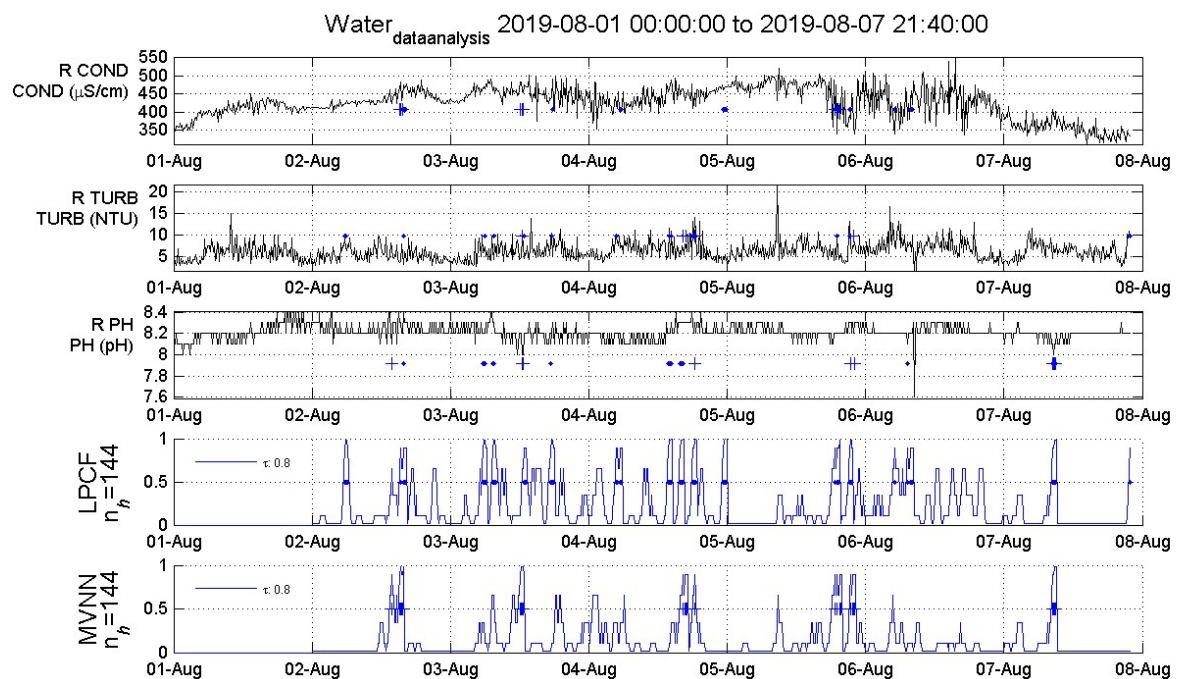 Water dataanalysis 2019-08-01 00:00:00 to 2019-08-07 21:40:00
R COND
COND (μS/cm)
550
500
450
400
350
01-Aug 02-Aug 03-Aug 04-Aug 05-Aug 06-Aug 07-Aug 08-Aug
R TURB
TURB (NTU)
20
15
10
5
01-Aug 02-Aug 03-Aug 04-Aug 05-Aug 06-Aug 07-Aug 08-Aug
R PH
PH (pH)
8.4
8.2
8
7.8
7.6
01-Aug 02-Aug 03-Aug 04-Aug 05-Aug 06-Aug 07-Aug 08-Aug
LPCF
n h=144
1
0.5
0
τ: 0.8
01-Aug 02-Aug 03-Aug 04-Aug 05-Aug 06-Aug 07-Aug 08-Aug
MVNN
n h=144
1
0.5
0
τ: 0.8
01-Aug 02-Aug 03-Aug 04-Aug 05-Aug 06-Aug 07-Aug 08-Aug